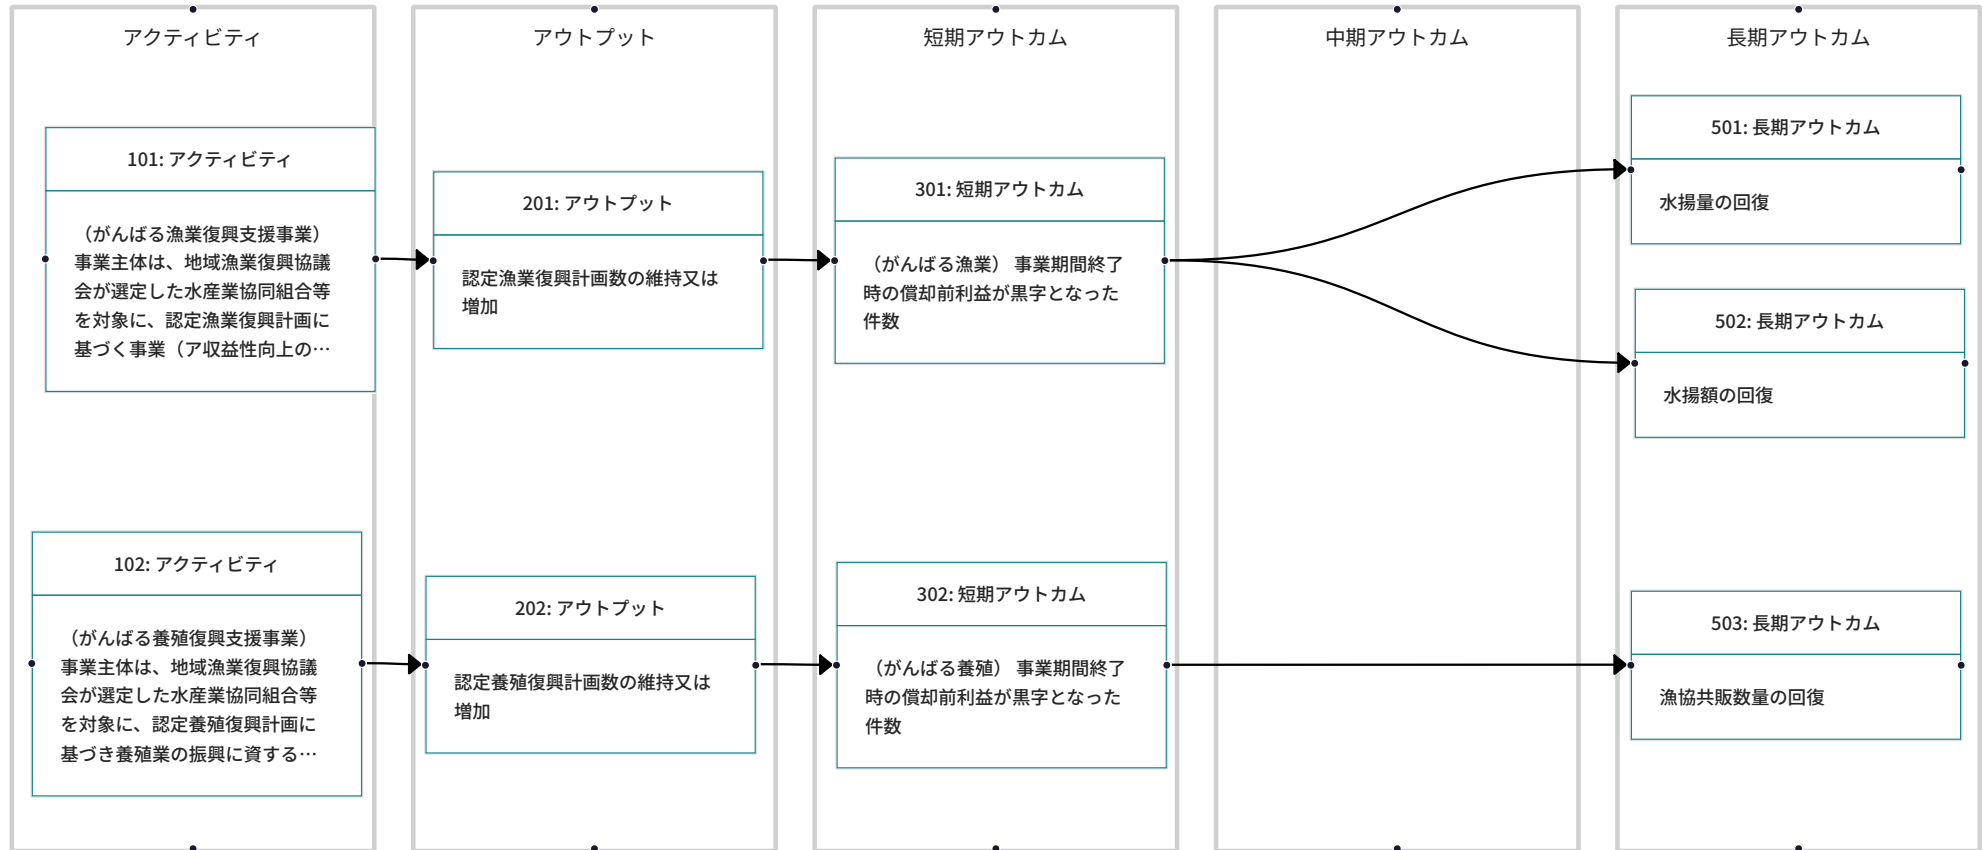 アクティビティ
アウトプット
短期アウトカム
中期アウトカム
長期アウトカム
101: アクティビティ
（がんばる漁業復興支援事業）
事業主体は、地域漁業復興協議
会が選定した水産業協同組合等
を対象に、認定漁業復興計画に
基づく事業（ア収益性向上の…
201: アウトプット
認定漁業復興計画数の維持又は
増加
301: 短期アウトカム
（がんばる漁業） 事業期間終了
時の償却前利益が黒字となった
件数
501: 長期アウトカム
水揚量の回復
502: 長期アウトカム
水揚額の回復
102: アクティビティ
（がんばる養殖復興支援事業）
事業主体は、地域漁業復興協議
会が選定した水産業協同組合等
を対象に、認定養殖復興計画に
基づき養殖業の振興に資する…
202: アウトプット
認定養殖復興計画数の維持又は
増加
302: 短期アウトカム
（がんばる養殖） 事業期間終了
時の償却前利益が黒字となった
件数
503: 長期アウトカム
漁協共販数量の回復